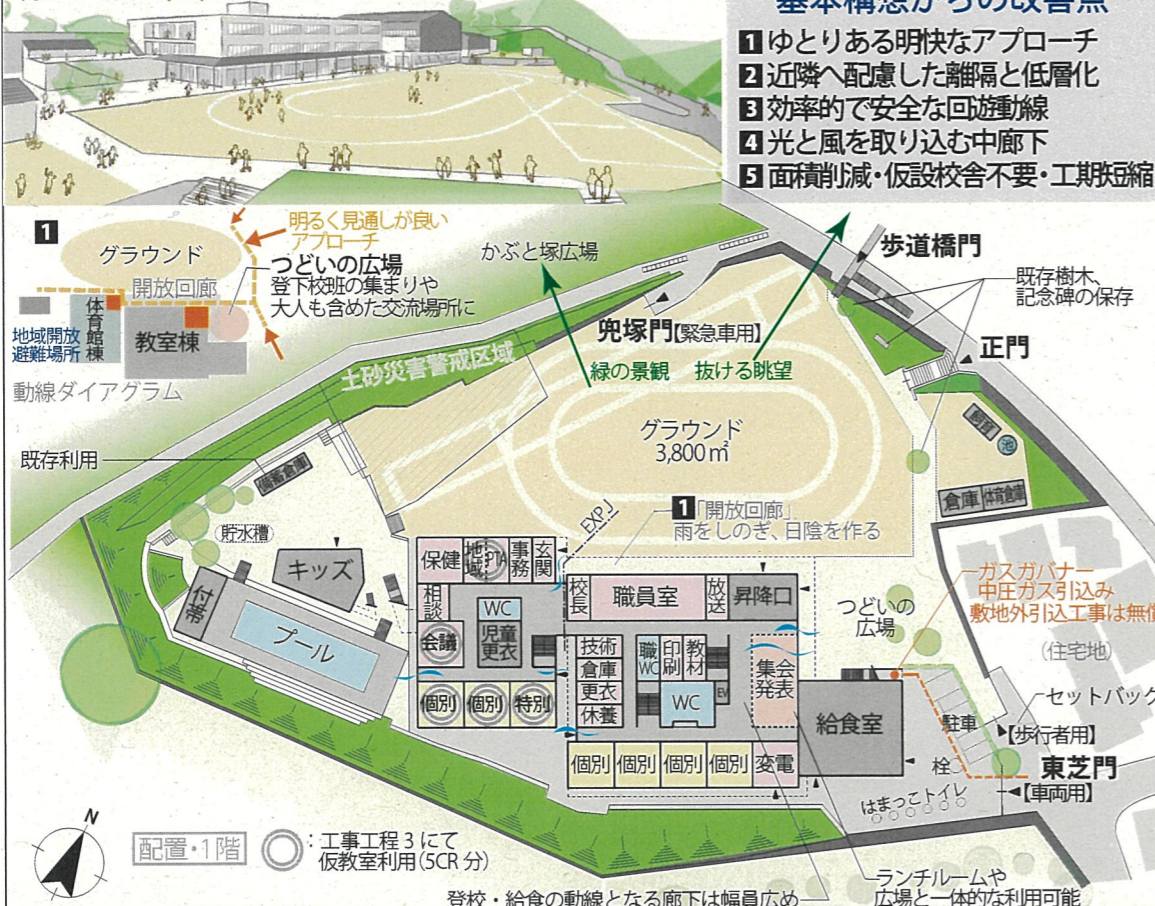 基本構想からの改善点
1 ゆとりある明快なアプローチ
2 近隣へ配慮した離隔と低層化
3 効率的で安全な回遊動線
4 光と風を取り込む中廊下
5 面積削減・仮設校舎不要・工期短縮
1
明るく見通しが良い
アプローチ
グラウンド
つどいの広場
登下校班の集まりや
大人も含めた交流場所に
開放回廊
体育館棟
教室棟
地域開放
避難場所
動線ダイアグラム
かぶと塚広場
歩道橋門
既存樹木、
記念碑の保存
兜塚門【緊急車用】
正門
緑の景観 抜ける眺望
土砂災害警戒区域
グラウンド
3,800㎡
飼育
池
倉庫 体育倉庫
既存利用
備蓄倉庫
貯水槽
EXPJ
1「開放回廊」
雨をしのぎ、日陰を作る
キッズ
付帯
プール
保健
地域
PTA
事務
玄関
相談
WC
会議
児童
更衣
個別 個別 特別
校長
職員室
放送
昇降口
技術
倉庫
更衣
休養
職WC
印刷
教材
WC
EV
集会
発表
個別 個別 個別 個別 変電
給食室
つどいの
広場
ガスガバナー
中圧ガス引込み
敷地外引込工事は無償
(住宅地)
セットバック
駐車
【歩行者用】
東芝門
【車両用】
栓
はまっこトイレ
N
配置・1階
◎:工事工程3にて
仮教室利用(5CR分)
登校・給食の動線となる廊下は幅員広め
ランチルームや
広場と一体的な利用可能